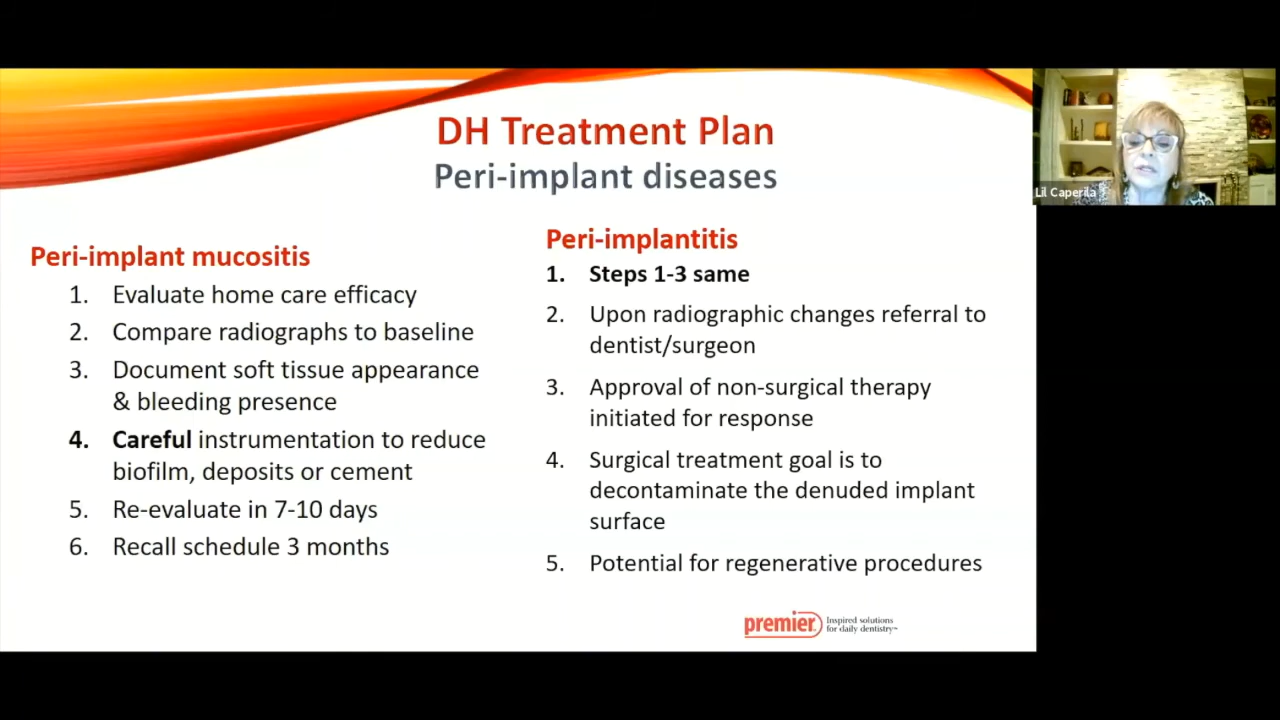 DH Treatment Plan
Peri-implant diseases
Peri-implant mucositis
1. Evaluate home care efficacy
2. Compare radiographs to baseline
3. Document soft tissue appearance
& bleeding presence
4. Careful instrumentation to reduce
biofilm, deposits or cement
5. Re-evaluate in 7-10 days
6. Recall schedule 3 months
Peri-implantitis
1. Steps 1-3 same
2. Upon radiographic changes referral to
dentist/surgeon
3. Approval of non-surgical therapy
initiated for response
4. Surgical treatment goal is to
decontaminate the denuded implant
surface
5. Potential for regenerative procedures
premier
Inspired solutions
for daily dentistry™
Lil Caperila